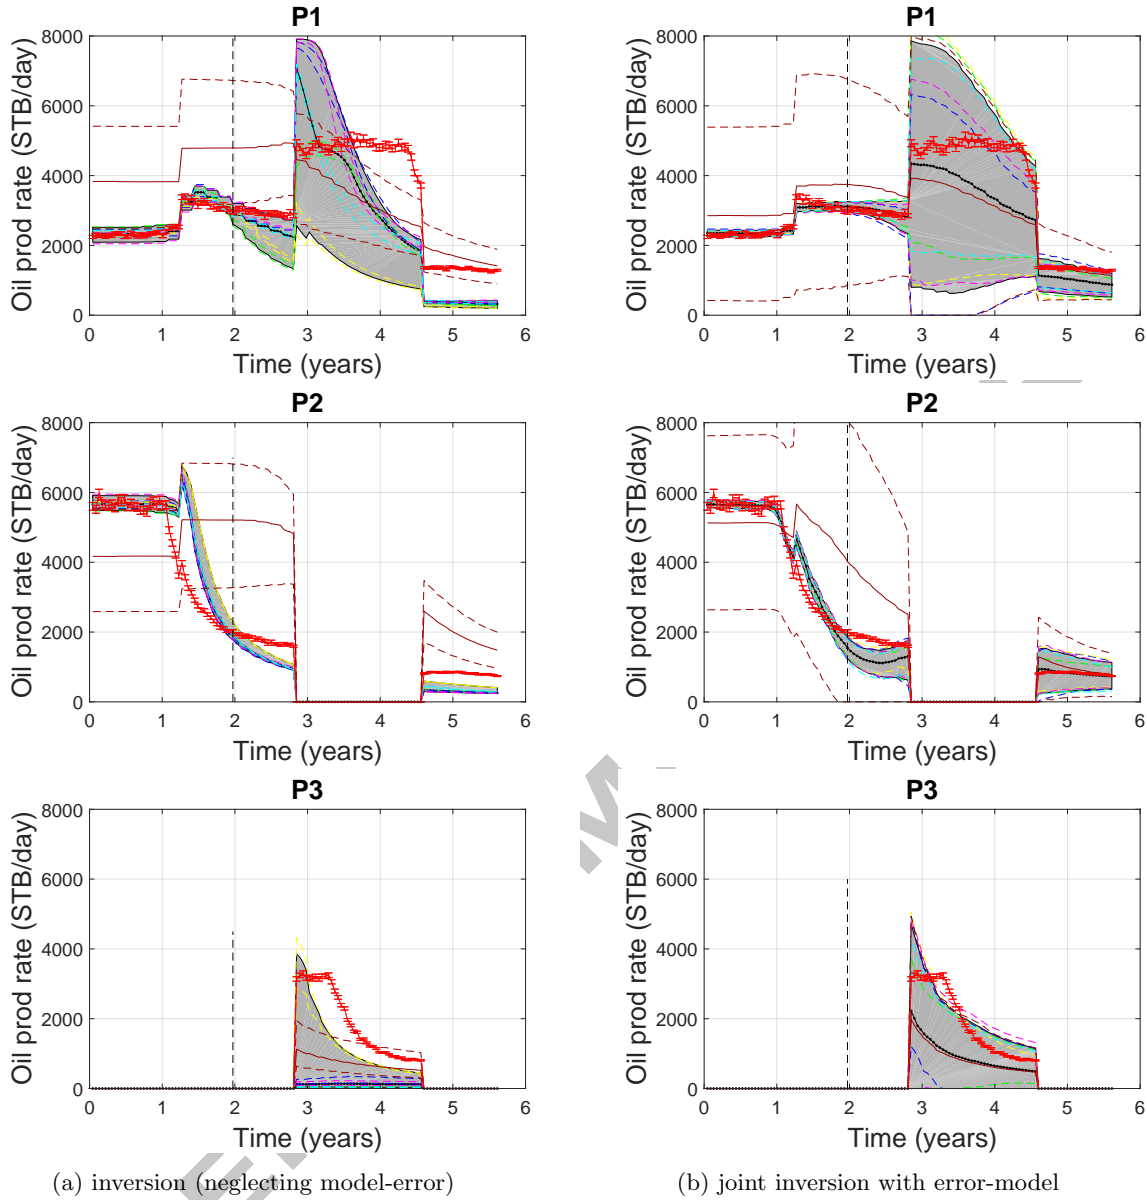 P1
Oil prod rate (STB/day)
8000
6000
4000
2000
0
0 1 2 3 4 5 6
Time (years)
P1
Oil prod rate (STB/day)
8000
6000
4000
2000
0
0 1 2 3 4 5 6
Time (years)
P2
Oil prod rate (STB/day)
8000
6000
4000
2000
0
0 1 2 3 4 5 6
Time (years)
P2
Oil prod rate (STB/day)
8000
6000
4000
2000
0
0 1 2 3 4 5 6
Time (years)
P3
Oil prod rate (STB/day)
8000
6000
4000
2000
0
0 1 2 3 4 5 6
Time (years)
P3
Oil prod rate (STB/day)
8000
6000
4000
2000
0
0 1 2 3 4 5 6
Time (years)
(a) inversion (neglecting model-error)
(b) joint inversion with error-model